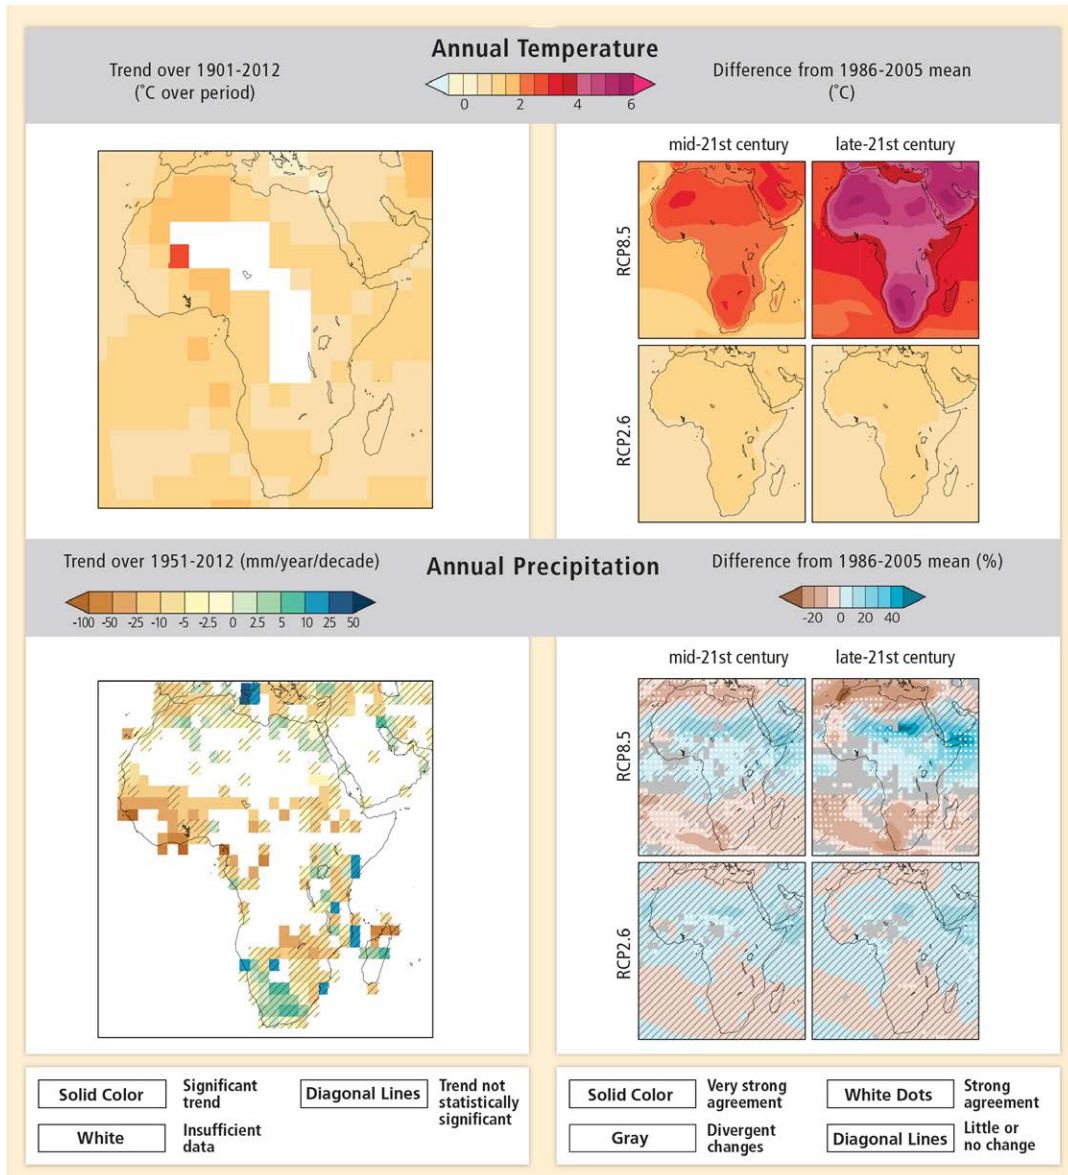 Annual Temperature
Trend over 1901-2012
(˚C over period)
0 2 4 6
Difference from 1986-2005 mean
(˚C)
mid-21st century
late-21st century
RCP8.5
RCP2.6
Annual Precipitation
Trend over 1951-2012 (mm/year/decade)
-100 -50 -25 -10 -5 -2.5 0 2.5 5 10 25 50
Difference from 1986-2005 mean (%)
-20 0 20 40
mid-21st century
late-21st century
RCP8.5
RCP2.6
Solid Color
Significant
trend
Diagonal Lines
Trend not
statistically
significant
White
Insufficient
data
Solid Color
Very strong
agreement
White Dots
Strong
agreement
Gray
Divergent
changes
Diagonal Lines
Little or
no change